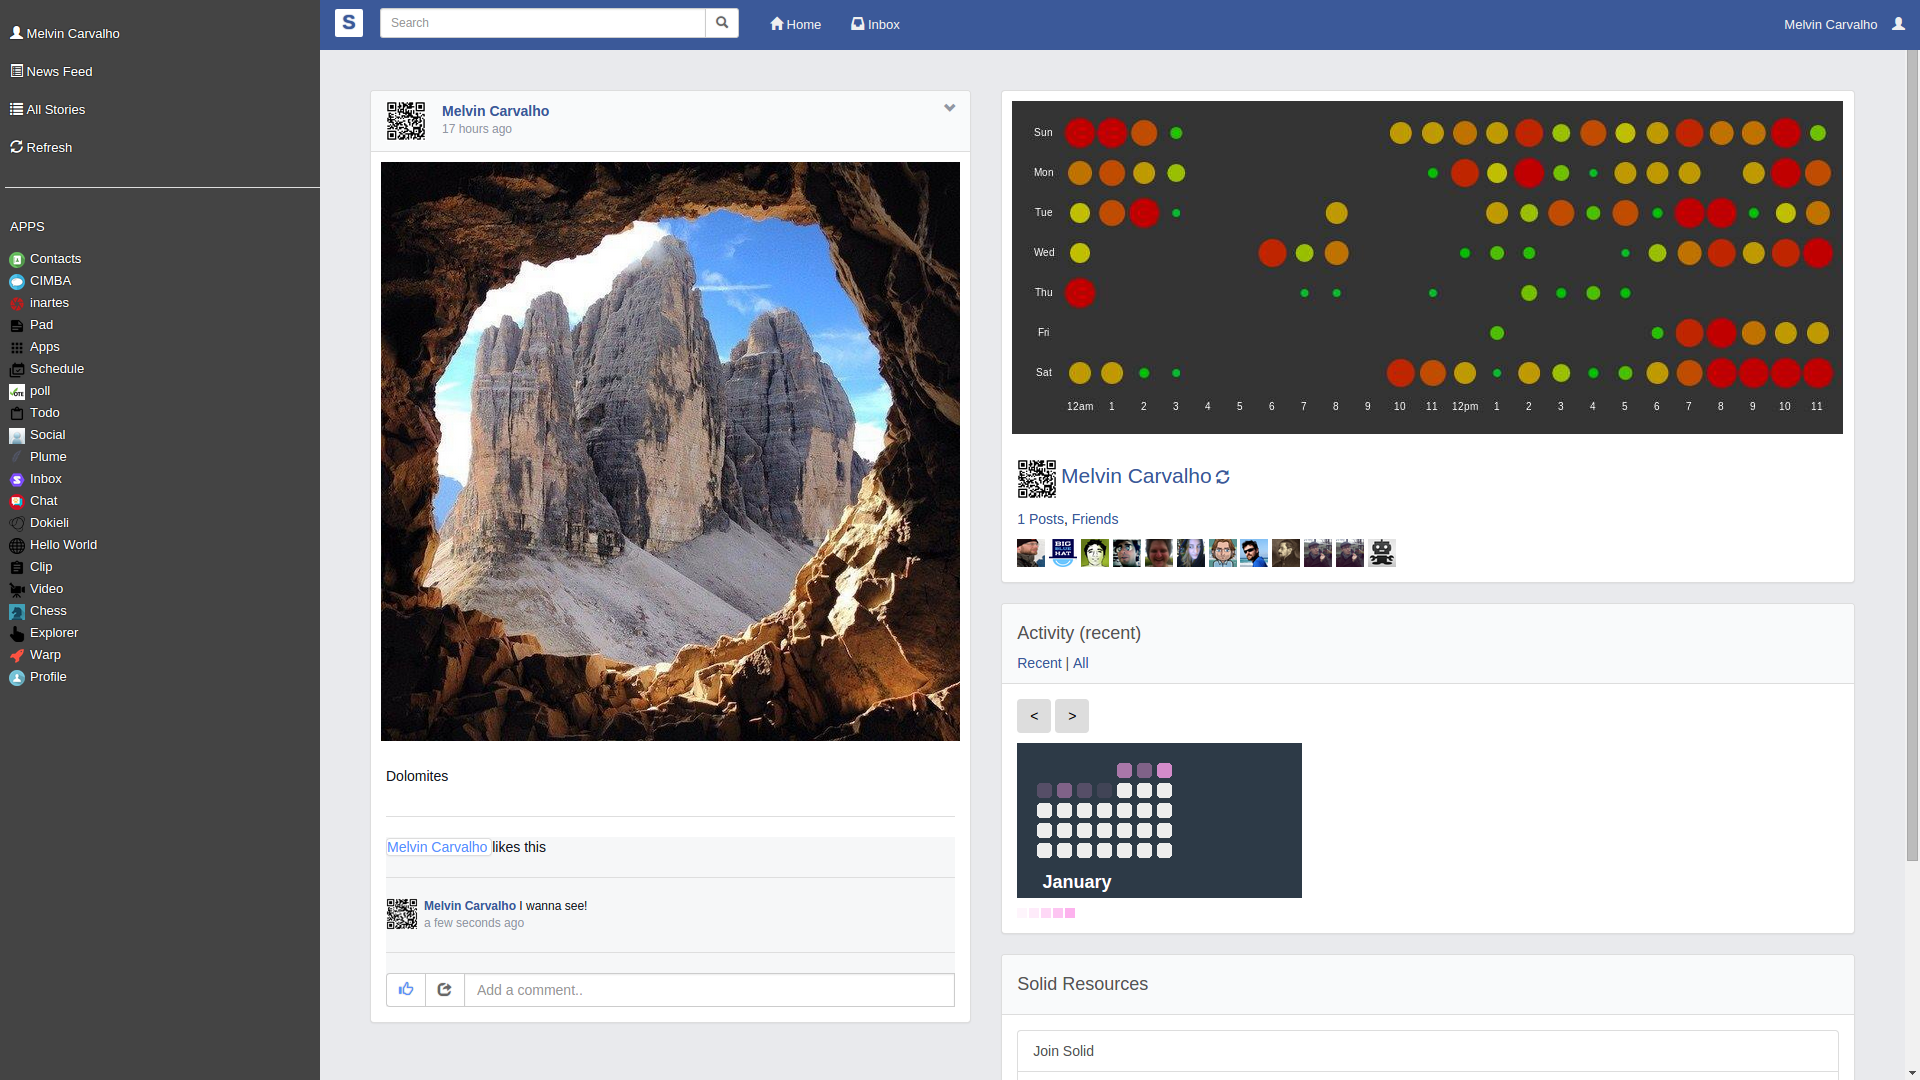 Melvin Carvalho
News Feed
All Stories
Refresh
APPS
Contacts
CIMBA
inartes
Pad
Apps
Schedule
poll
Todo
Social
Plume
Inbox
Chat
Dokieli
Hello World
Clip
Video
Chess
Explorer
Warp
Profile
S
Search
Home
Inbox
Melvin Carvalho
Melvin Carvalho
17 hours ago
Dolomites
Melvin Carvalho likes this
Melvin Carvalho I wanna see!
a few seconds ago
Add a comment..
Sun
Mon
Tue
Wed
Thu
Fri
Sat
12am 1 2 3 4 5 6 7 8 9 10 11 12pm 1 2 3 4 5 6 7 8 9 10 11
Melvin Carvalho
1 Posts, Friends
BIG
BLUE
HAT
Activity (recent)
Recent | All
< >
January
Solid Resources
Join Solid